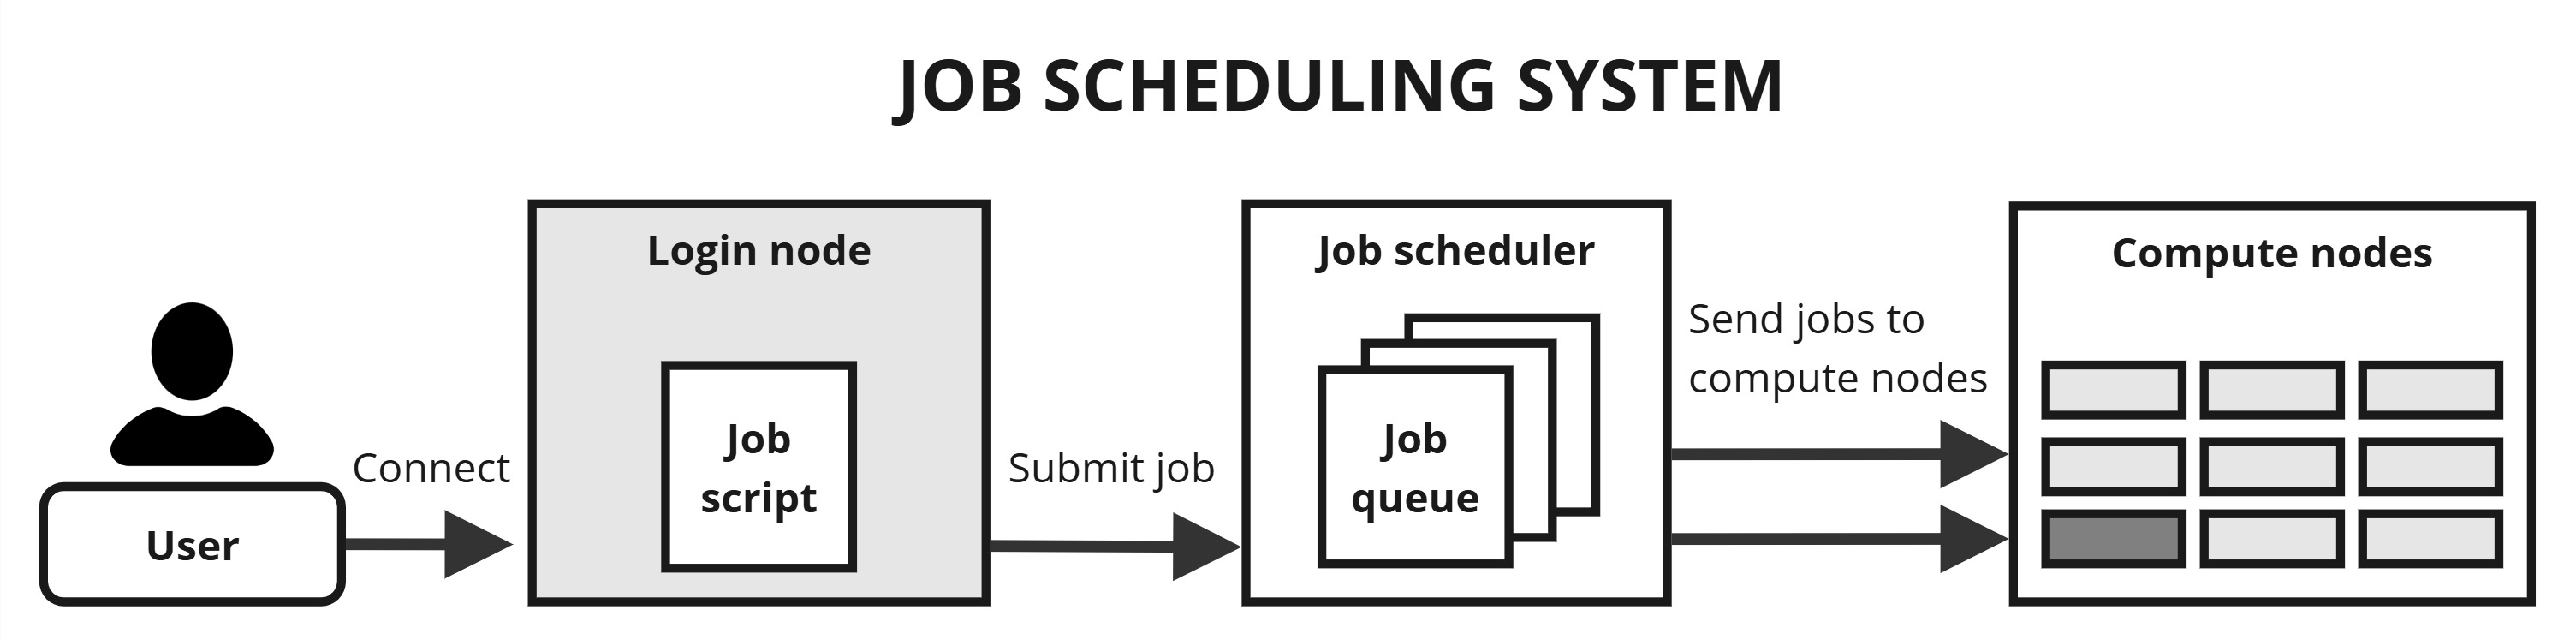 JOB SCHEDULING SYSTEM
User
Connect
Login node
Job
script
Submit job
Job scheduler
Job
queue
Send jobs to
compute nodes
Compute nodes